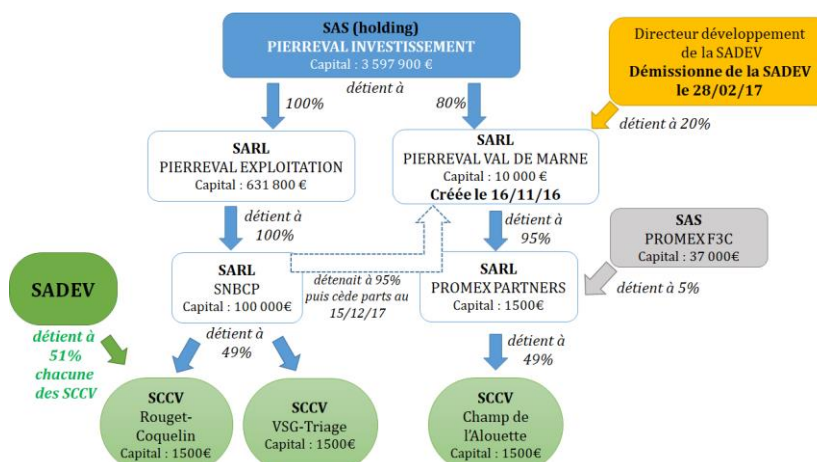 SAS (holding)
PIERREVAL INVESTISSEMENT
Capital : 3 597 900 €
Directeur développement
de la SADEV
Démissionne de la SADEV
le 28/02/17
détient à
100%
80%
détient à 20%
SARL
PIERREVAL EXPLOITATION
Capital : 631 800 €
SARL
PIERREVAL VAL DE MARNE
Capital : 10 000 €
Créée le 16/11/16
détient à
100%
détient à
95%
SAS
PROMEX F3C
Capital : 37 000€
SADEV
SARL
SNBCP
Capital : 100 000€
détenait à 95%
puis cède parts au
15/12/17
SARL
PROMEX PARTNERS
Capital : 1500€
détient à 5%
détient à
51%
chacune
des SCCV
détient à
49%
détient à
49%
SCCV
Rouget-
Coquelin
Capital : 1500€
SCCV
VSG-Triage
Capital : 1500€
SCCV
Champ de
l'Alouette
Capital : 1500€